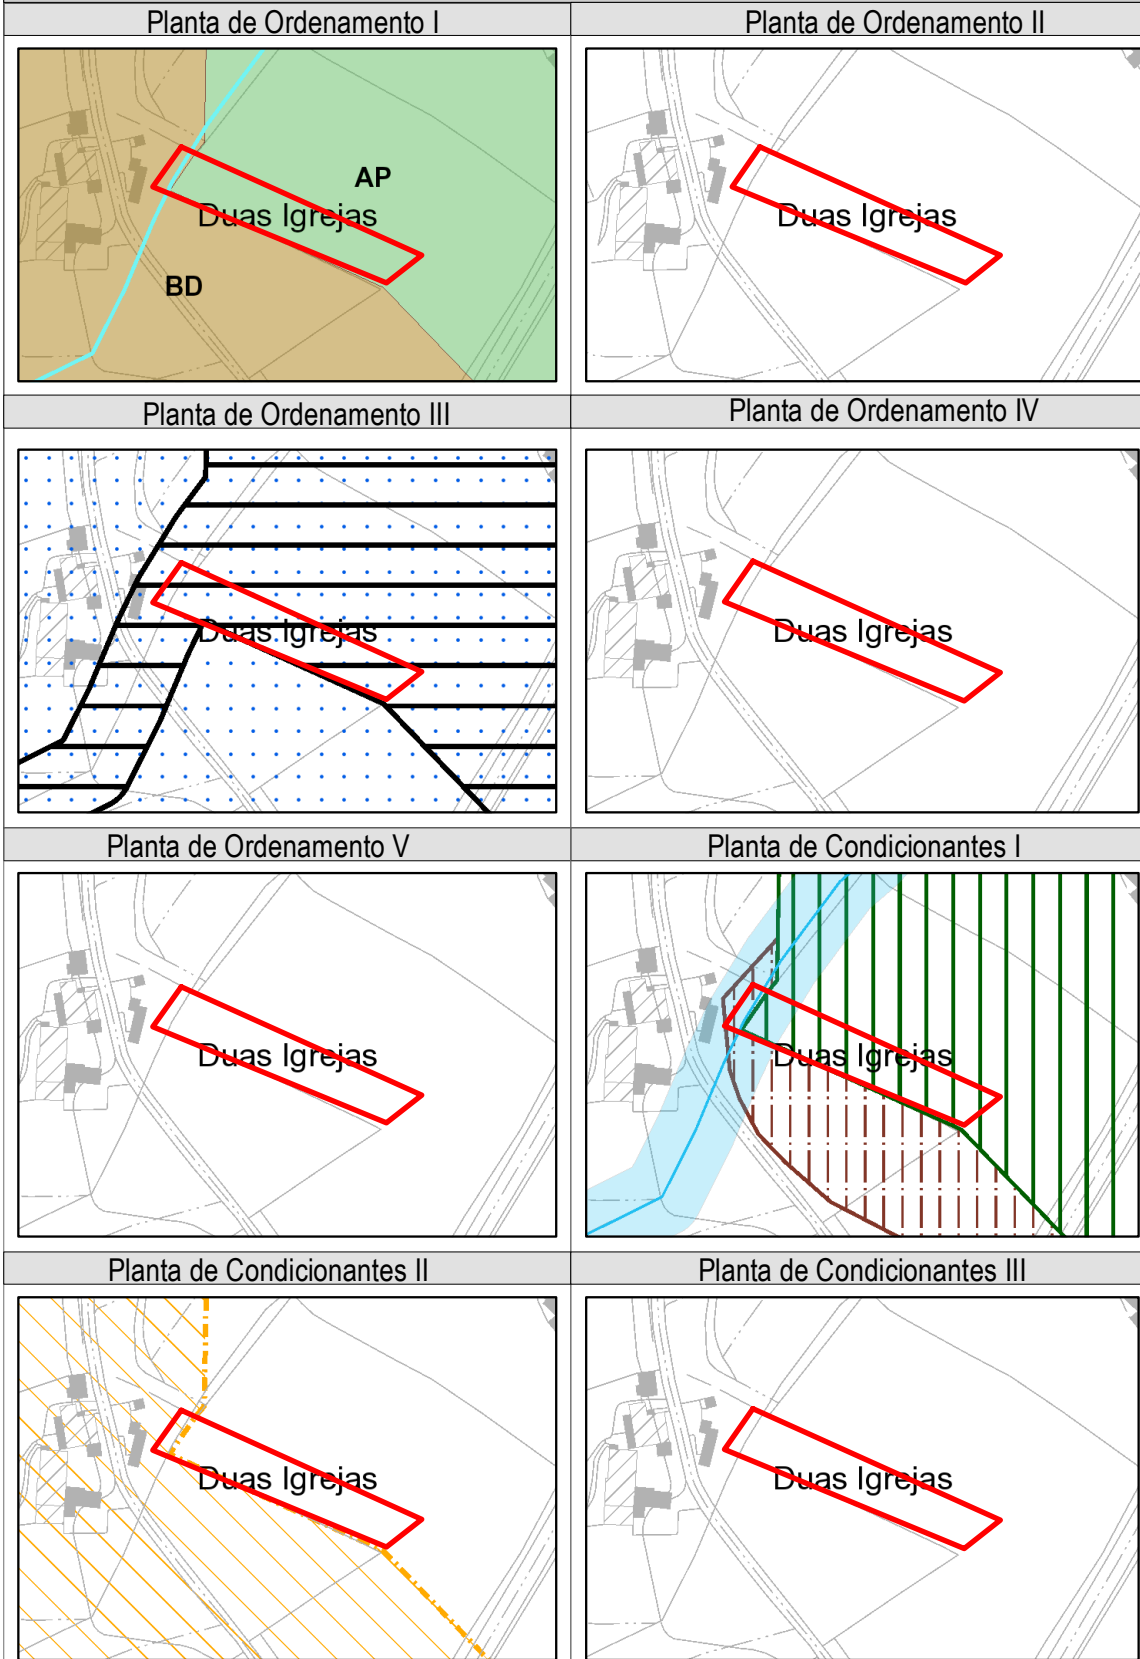 Planta de Ordenamento I
Planta de Ordenamento II
AP
Duas Igrejas
BD
Duas Igrejas
Planta de Ordenamento III
Planta de Ordenamento IV
Duas Igrejas
Duas Igrejas
Planta de Ordenamento V
Planta de Condicionantes I
Duas Igrejas
Duas Igrejas
Planta de Condicionantes II
Planta de Condicionantes III
Duas Igrejas
Duas Igrejas